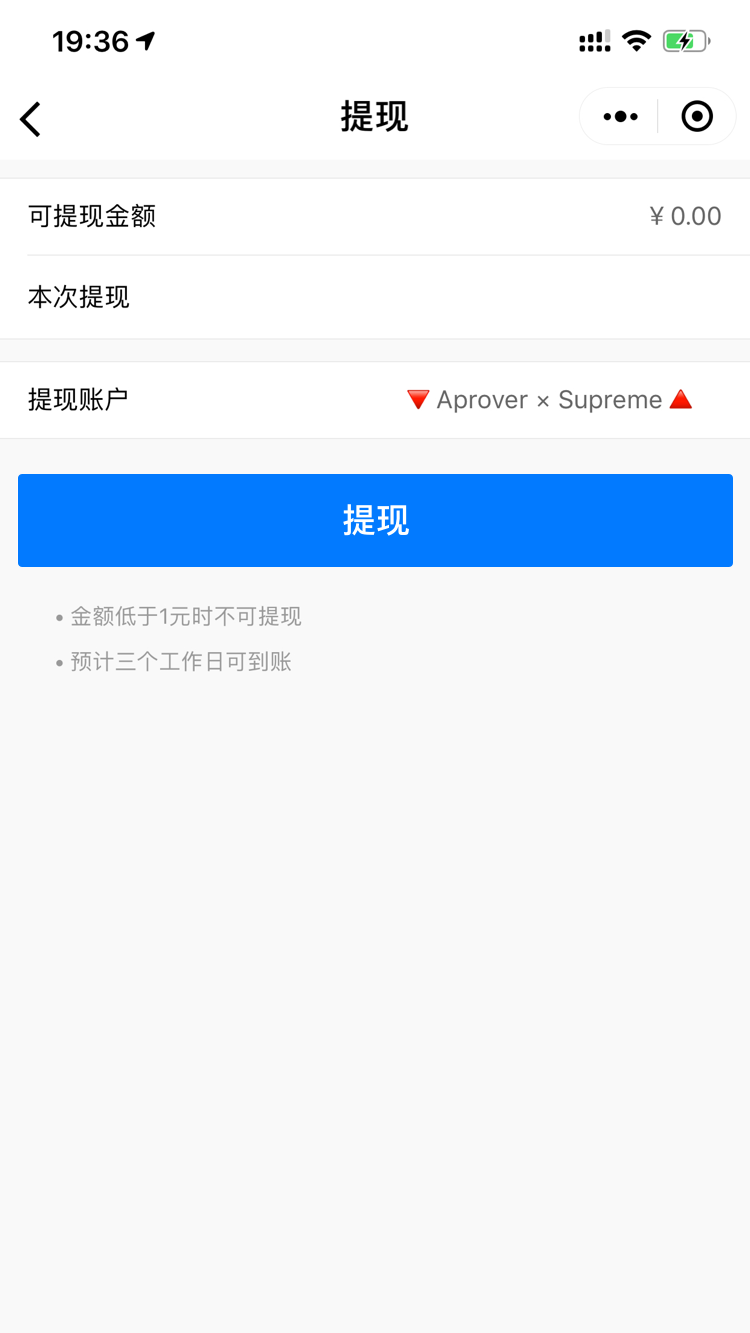 19:36
提现
可提现金额 ¥ 0.00
本次提现
提现账户 🔻 Aprover × Supreme 🔺
提现
• 金额低于1元时不可提现
• 预计三个工作日可到账